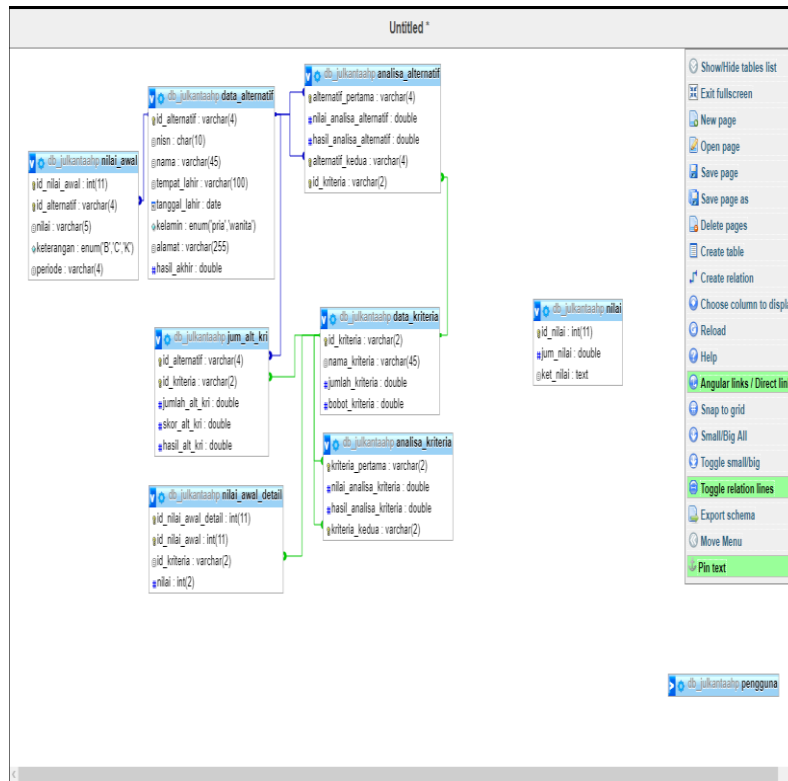 Untitled *
db_julkantaahp nilai_awal
id_nilai_awal : int(11)
id_alternatif : varchar(4)
nilai : varchar(5)
keterangan : enum('B','C','K')
periode : varchar(4)
db_julkantaahp data_alternatif
id_alternatif : varchar(4)
nisn : char(10)
nama : varchar(45)
tempat_lahir : varchar(100)
tanggal_lahir : date
kelamin : enum('pria','wanita')
alamat : varchar(255)
hasil_akhir : double
db_julkantaahp analisa_alternatif
alternatif_pertama : varchar(4)
nilai_analisa_alternatif : double
hasil_analisa_alternatif : double
alternatif_kedua : varchar(4)
id_kriteria : varchar(2)
db_julkantaahp jum_alt_kri
id_alternatif : varchar(4)
id_kriteria : varchar(2)
jumlah_alt_kri : double
skor_alt_kri : double
hasil_alt_kri : double
db_julkantaahp data_kriteria
id_kriteria : varchar(2)
nama_kriteria : varchar(45)
jumlah_kriteria : double
bobot_kriteria : double
db_julkantaahp analisa_kriteria
kriteria_pertama : varchar(2)
nilai_analisa_kriteria : double
hasil_analisa_kriteria : double
kriteria_kedua : varchar(2)
db_julkantaahp nilai_awal_detail
id_nilai_awal_detail : int(11)
id_nilai_awal : int(11)
id_kriteria : varchar(2)
nilai : int(2)
db_julkantaahp nilai
id_nilai : int(11)
jum_nilai : double
ket_nilai : text
db_julkantaahp pengguna
Show/Hide tables list
Exit fullscreen
New page
Open page
Save page
Save page as
Delete pages
Create table
Create relation
Choose column to displa
Reload
Help
Angular links / Direct lin
Snap to grid
Small/Big All
Toggle small/big
Toggle relation lines
Export schema
Move Menu
Pin text